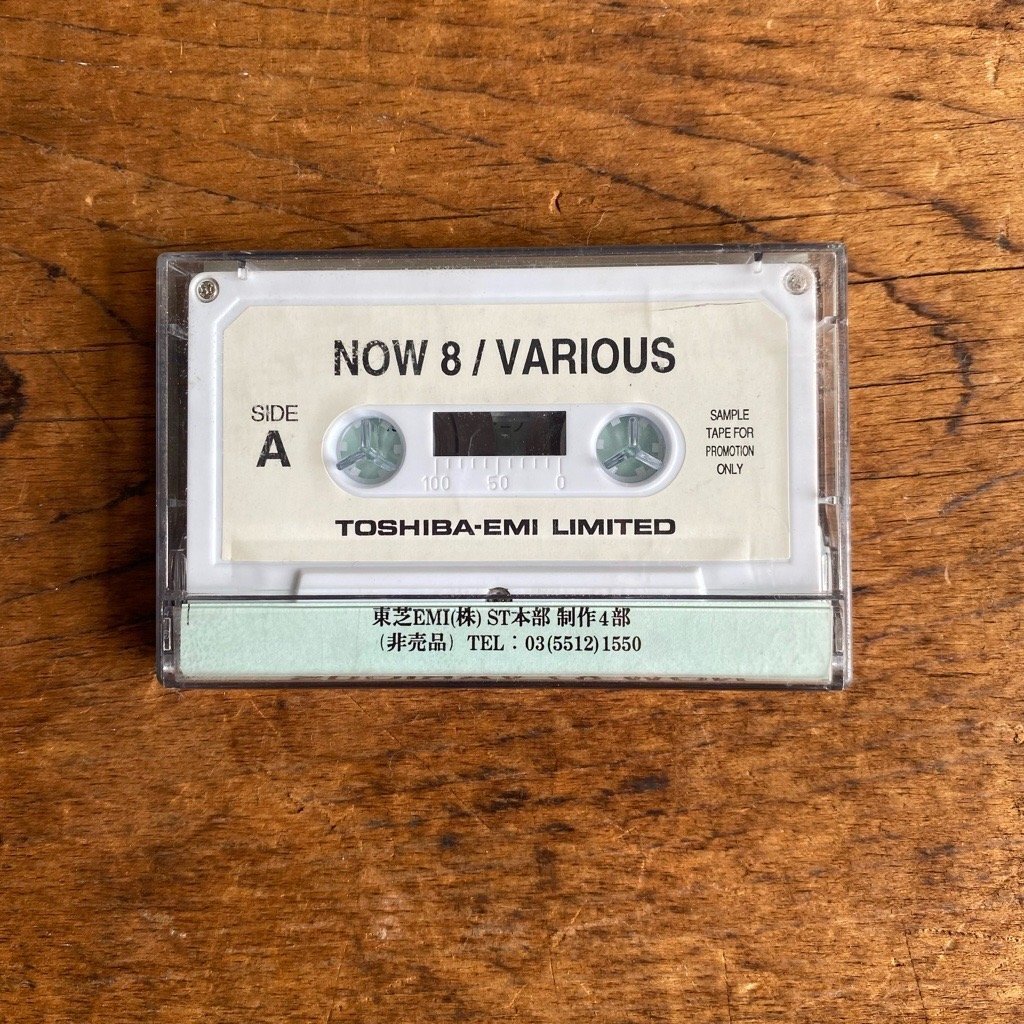 NOW 8 / VARIOUS
SIDE
A
SAMPLE
TAPE FOR
PROMOTION
ONLY
100 50 0
TOSHIBA-EMI LIMITED
東芝EMI(株) ST本部 制作4部
（非売品）TEL：03(5512)1550